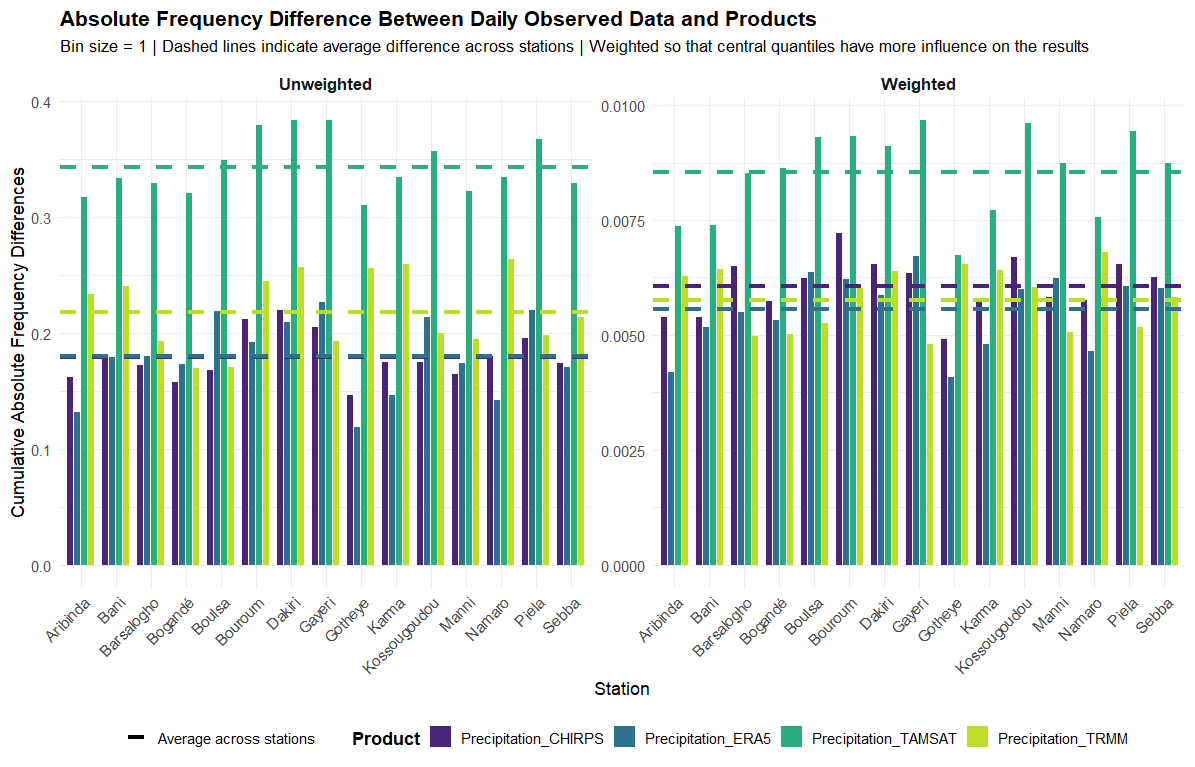 Absolute Frequency Difference Between Daily Observed Data and Products
Bin size = 1 | Dashed lines indicate average difference across stations | Weighted so that central quantiles have more influence on the results
Unweighted
Weighted
Cumulative Absolute Frequency Differences
0.4
0.3
0.2
0.1
0.0
0.0100
0.0075
0.0050
0.0025
0.0000
Aribinda
Bani
Barsalogho
Bogandé
Boulsa
Bouroum
Dakiri
Gayeri
Gotheye
Karma
Kossougoudou
Manni
Namaro
Piela
Sebba
Aribinda
Bani
Barsalogho
Bogandé
Boulsa
Bouroum
Dakiri
Gayeri
Gotheye
Karma
Kossougoudou
Manni
Namaro
Piela
Sebba
Station
Average across stations
Product
Precipitation_CHIRPS
Precipitation_ERA5
Precipitation_TAMSAT
Precipitation_TRMM